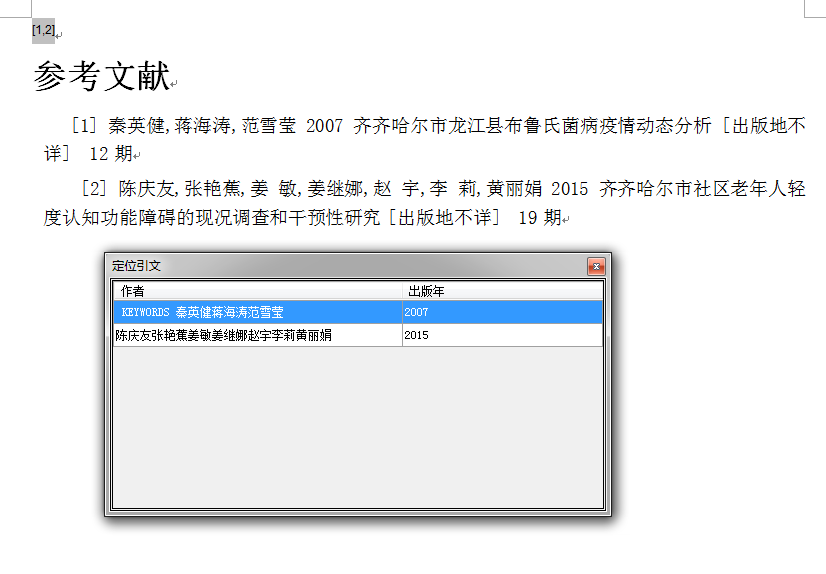 [1,2]
参考文献
[1] 秦英健,蒋海涛,范雪莹 2007 齐齐哈尔市龙江县布鲁氏菌病疫情动态分析 [出版地不
详] 12期
[2] 陈庆友,张艳蕉,姜 敏,姜继娜,赵 宇,李 莉,黄丽娟 2015 齐齐哈尔市社区老年人轻
度认知功能障碍的现况调查和干预性研究 [出版地不详] 19期
定位引文
作者 出版年
KEYWORDS 秦英健蒋海涛范雪莹 2007
陈庆友张艳蕉姜敏姜继娜赵宇李莉黄丽娟 2015